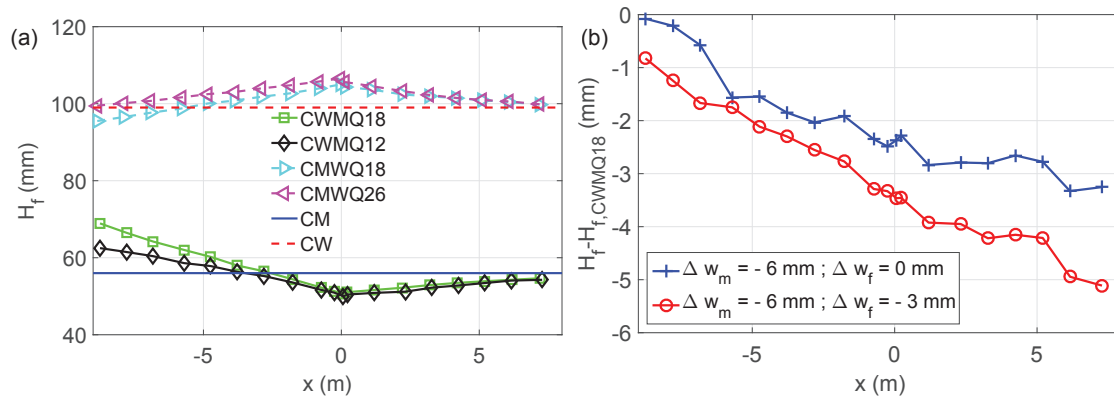 (a)
120
100
80
60
40
H_f (mm)
-5
0
5
x (m)
CWMQ18
CWMQ12
CMWQ18
CMWQ26
CM
CW
(b)
0
-1
-2
-3
-4
-5
-6
H_f-H_{f,CWMQ18} (mm)
-5
0
5
x (m)
Δ w_m = - 6 mm ; Δ w_f = 0 mm
Δ w_m = - 6 mm ; Δ w_f = - 3 mm